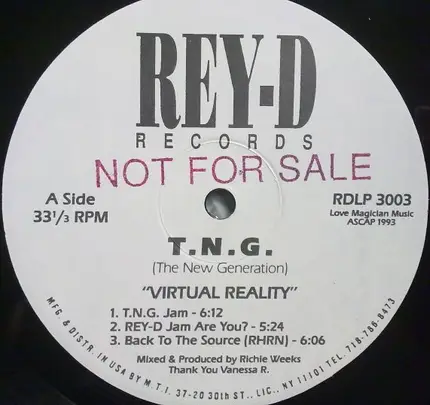 REY-D
RECORDS
NOT FOR SALE
A Side
33⅓ RPM
RDLP 3003
Love Magician Music
ASCAP 1993
T.N.G.
(The New Generation)
"VIRTUAL REALITY"
1. T.N.G. Jam - 6:12
2. REY-D Jam Are You? - 5:24
3. Back To The Source (RHRN) - 6:06
Mixed & Produced by Richie Weeks
Thank You Vanessa R.
MFG. & DISTR. IN USA BY M.T.I. 37-20 30th ST., L.I.C., NY 11101 TEL. 718-786-8473